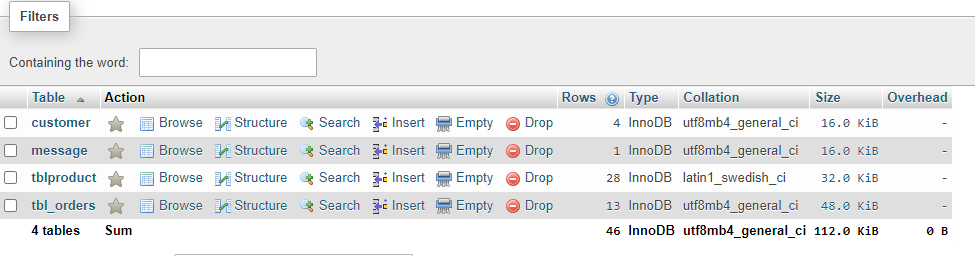 Filters
Containing the word:
Table Action Rows Type Collation Size Overhead
customer Browse Structure Search Insert Empty Drop 4 InnoDB utf8mb4_general_ci 16.0 KiB -
message Browse Structure Search Insert Empty Drop 1 InnoDB utf8mb4_general_ci 16.0 KiB -
tblproduct Browse Structure Search Insert Empty Drop 28 InnoDB latin1_swedish_ci 32.0 KiB -
tbl_orders Browse Structure Search Insert Empty Drop 13 InnoDB utf8mb4_general_ci 48.0 KiB -
4 tables Sum 46 InnoDB utf8mb4_general_ci 112.0 KiB 0 B